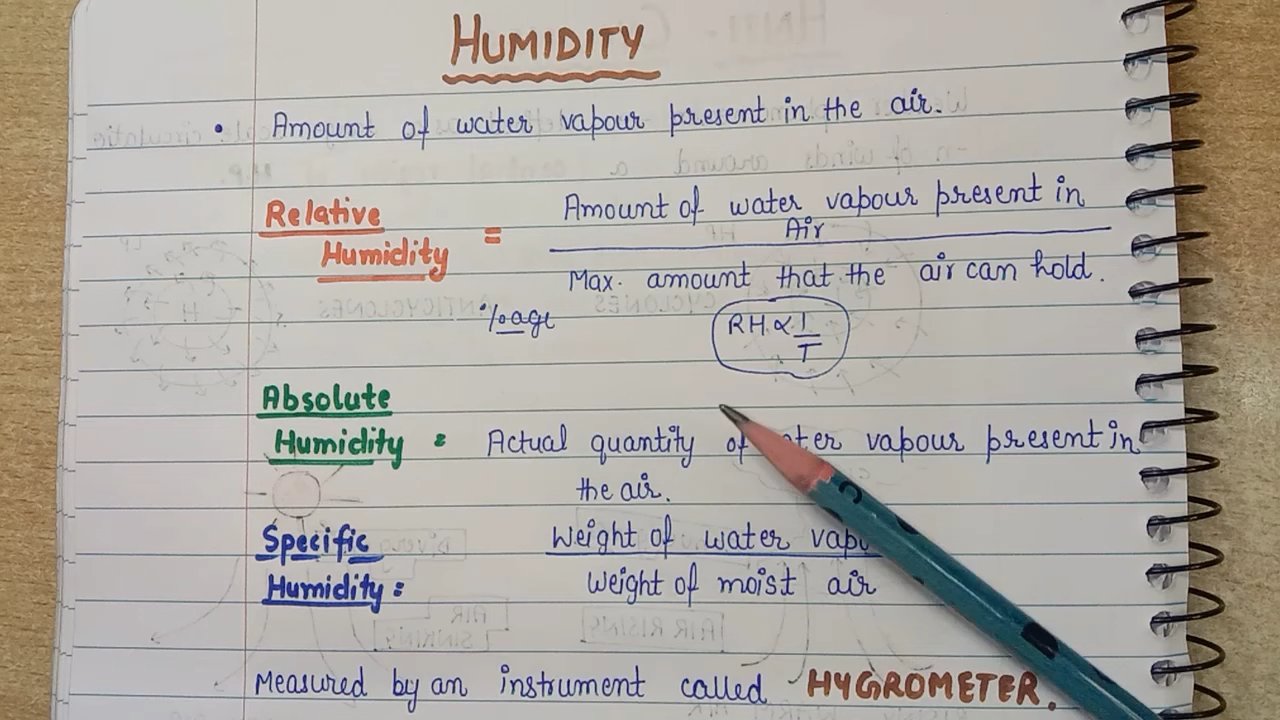 HUMIDITY
• Amount of water vapour present in the air.
Relative Humidity = Amount of water vapour present in Air
Max. amount that the air can hold.
%age
RH ∝ 1/T
Absolute
Humidity = Actual quantity of water vapour present in
the air.
Specific Weight of water
Humidity = weight of moist air
Measured by an instrument called HYGROMETER.